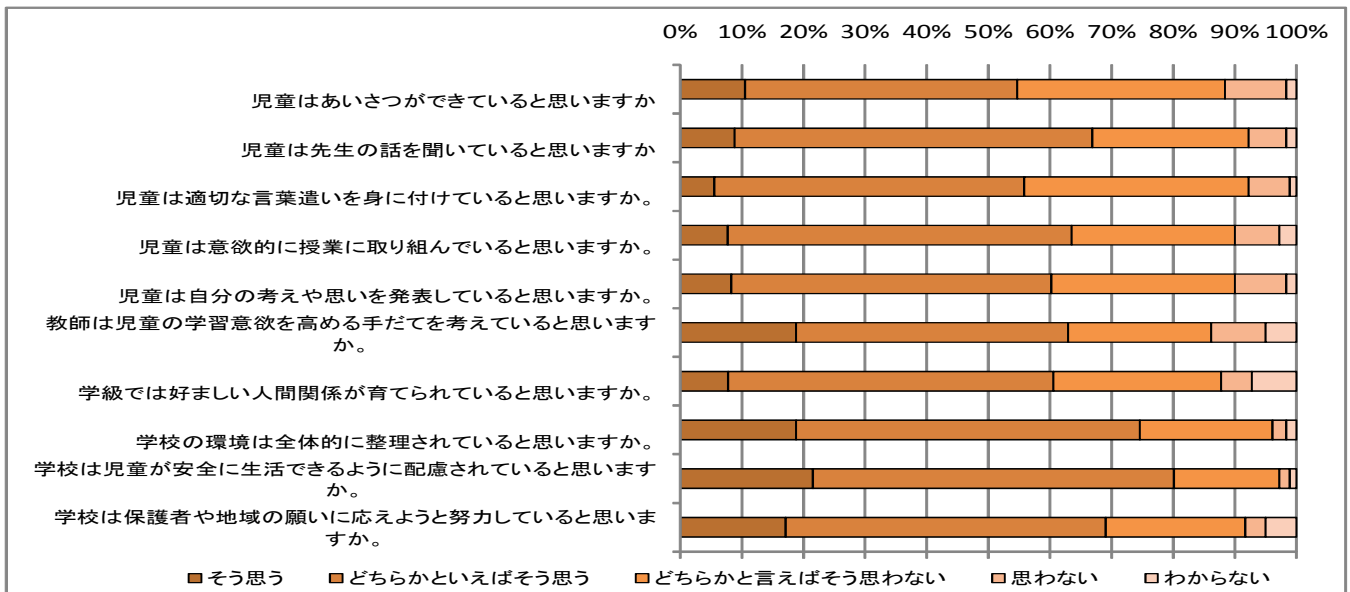 0% 10% 20% 30% 40% 50% 60% 70% 80% 90% 100%
児童はあいさつができていると思いますか
児童は先生の話を聞いていると思いますか
児童は適切な言葉遣いを身に付けていると思いますか。
児童は意欲的に授業に取り組んでいると思いますか。
児童は自分の考えや思いを発表していると思いますか。
教師は児童の学習意欲を高める手だてを考えていると思います
か。
学級では好ましい人間関係が育てられていると思いますか。
学校の環境は全体的に整理されていると思いますか。
学校は児童が安全に生活できるように配慮されていると思います
か。
学校は保護者や地域の願いに応えようと努力していると思いま
すか。
そう思う どちらかといえばそう思う どちらかと言えばそう思わない 思わない わからない